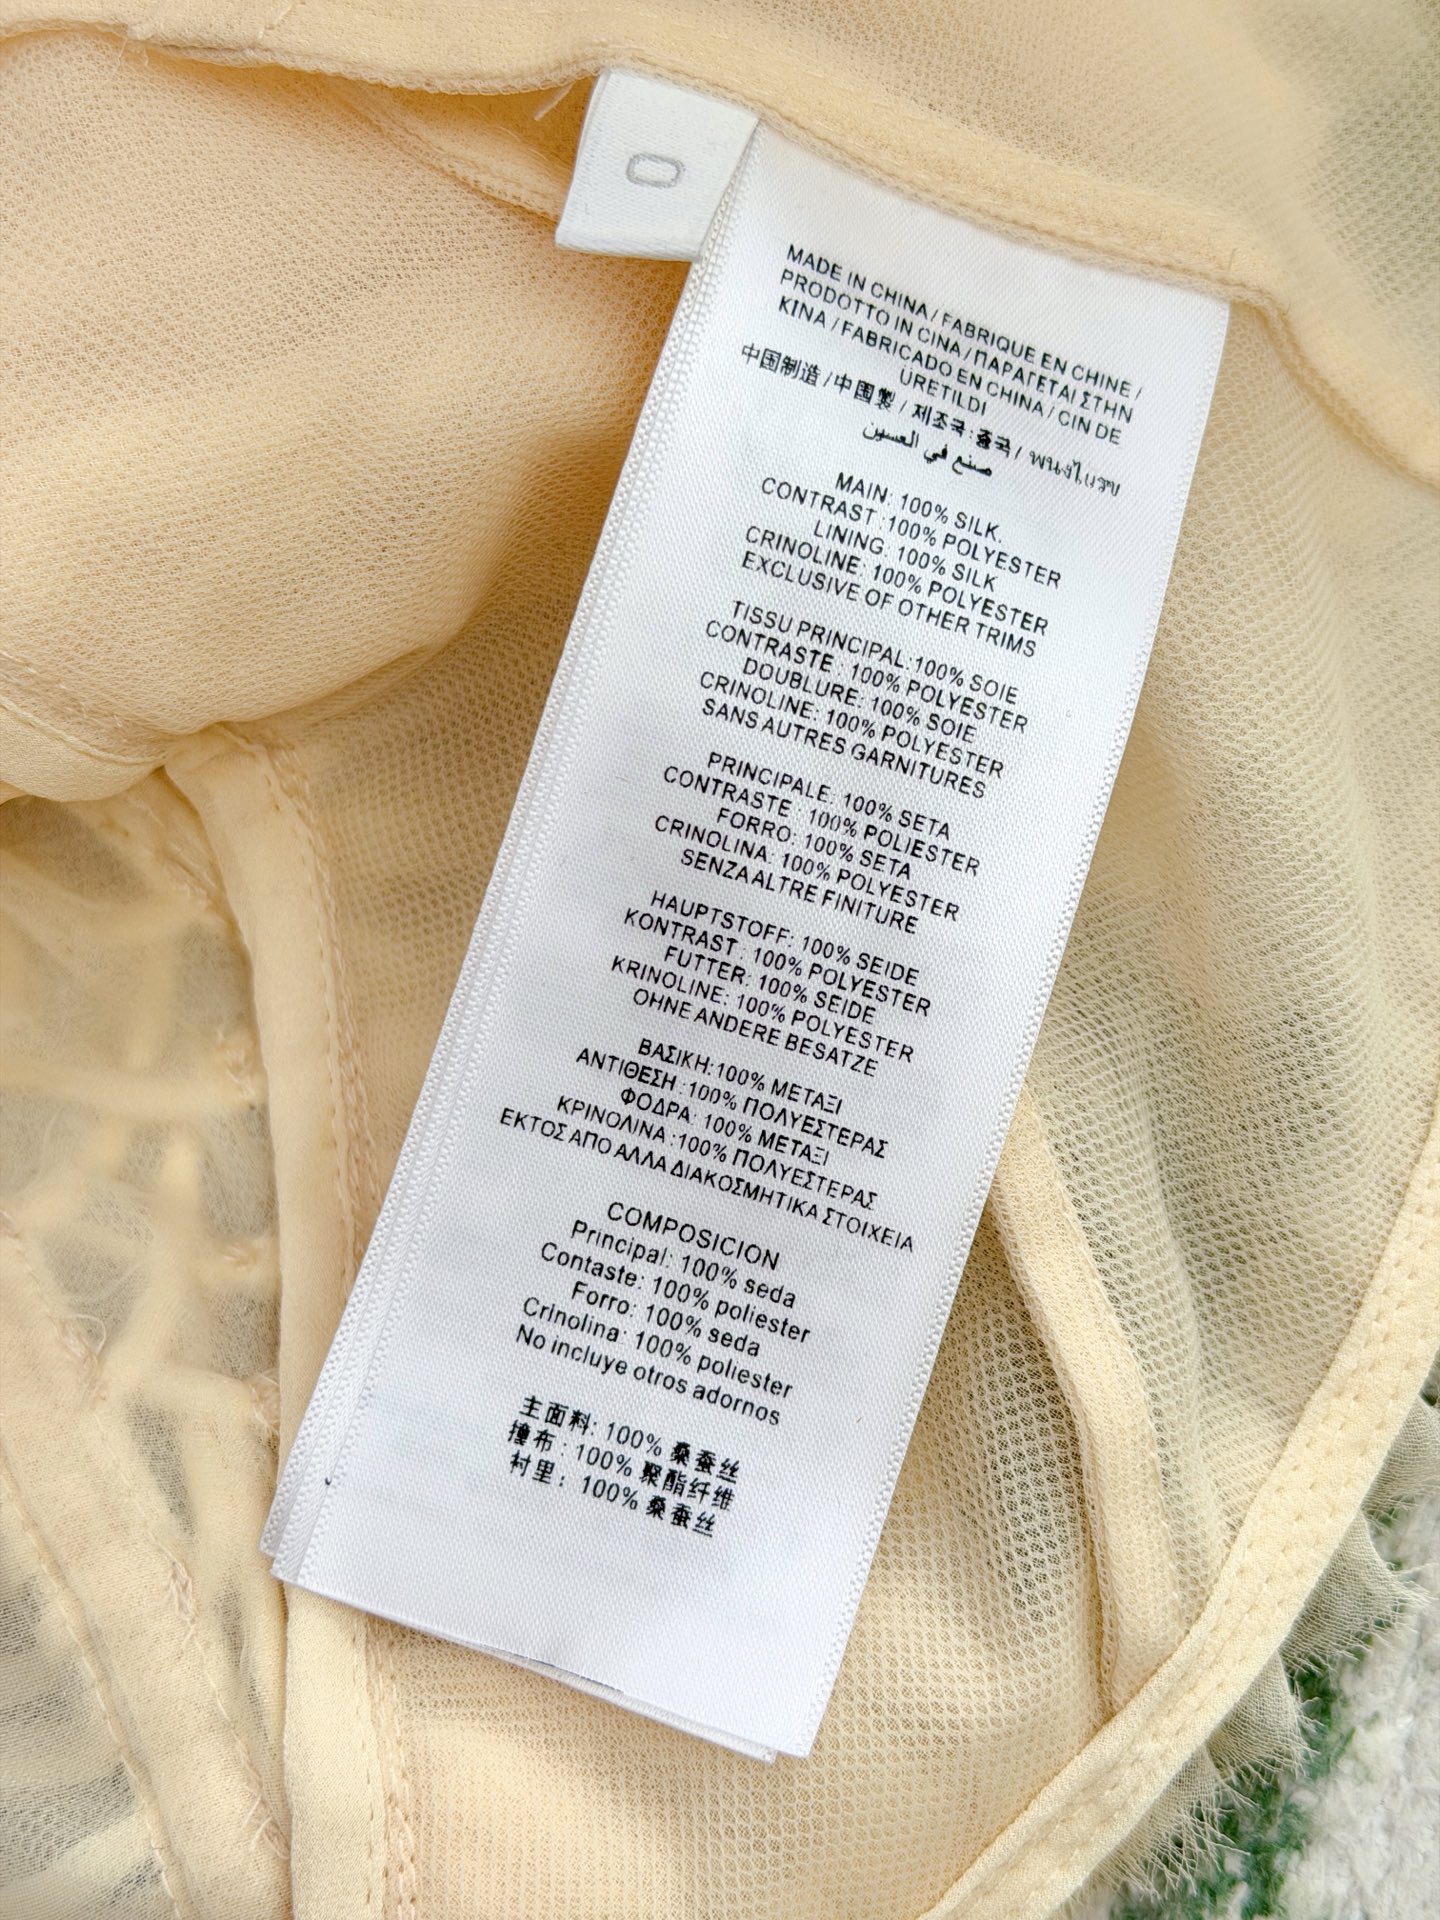 0
MADE IN CHINA / FABRIQUE EN CHINE /
PRODOTTO IN CINA / ΠΑΡΑΓΕΤΑΙ ΣΤΗΝ
ΚΙΝΑ / FABRICADO EN CHINA / CIN DE
ÜRETILDI
中国制造 / 中国製 / 제조국:중국 /
صنع في الصين
MAIN: 100% SILK.
CONTRAST :100% POLYESTER
LINING: 100% SILK
CRINOLINE: 100% POLYESTER
EXCLUSIVE OF OTHER TRIMS
TISSU PRINCIPAL:100% SOIE
CONTRASTE : 100% POLYESTER
DOUBLURE: 100% SOIE
CRINOLINE: 100% POLYESTER
SANS AUTRES GARNITURES
PRINCIPALE: 100% SETA
CONTRASTE : 100% POLIESTER
FORRO: 100% SETA
CRINOLINA: 100% POLYESTER
SENZA ALTRE FINITURE
HAUPTSTOFF: 100% SEIDE
KONTRAST : 100% POLYESTER
FUTTER: 100% SEIDE
KRINOLINE: 100% POLYESTER
OHNE ANDERE BESATZE
ΒΑΣΙΚΗ:100% ΜΕΤΑΞΙ
ΑΝΤΙΘΕΣΗ :100% ΠΟΛΥΕΣΤΕΡΑΣ
ΦΟΔΡΑ: 100% ΜΕΤΑΞΙ
ΚΡΙΝΟΛΙΝΑ :100% ΠΟΛΥΕΣΤΕΡΑΣ
ΕΚΤΟΣ ΑΠΟ ΑΛΛΑ ΔΙΑΚΟΣΜΗΤΙΚΑ ΣΤΟΙΧΕΙΑ
COMPOSICION
Principal: 100% seda
Contaste: 100% poliester
Forro: 100% seda
Crinolina: 100% poliester
No incluye otros adornos
主面料: 100% 桑蚕丝
撞布 : 100% 聚酯纤维
衬里 : 100% 桑蚕丝